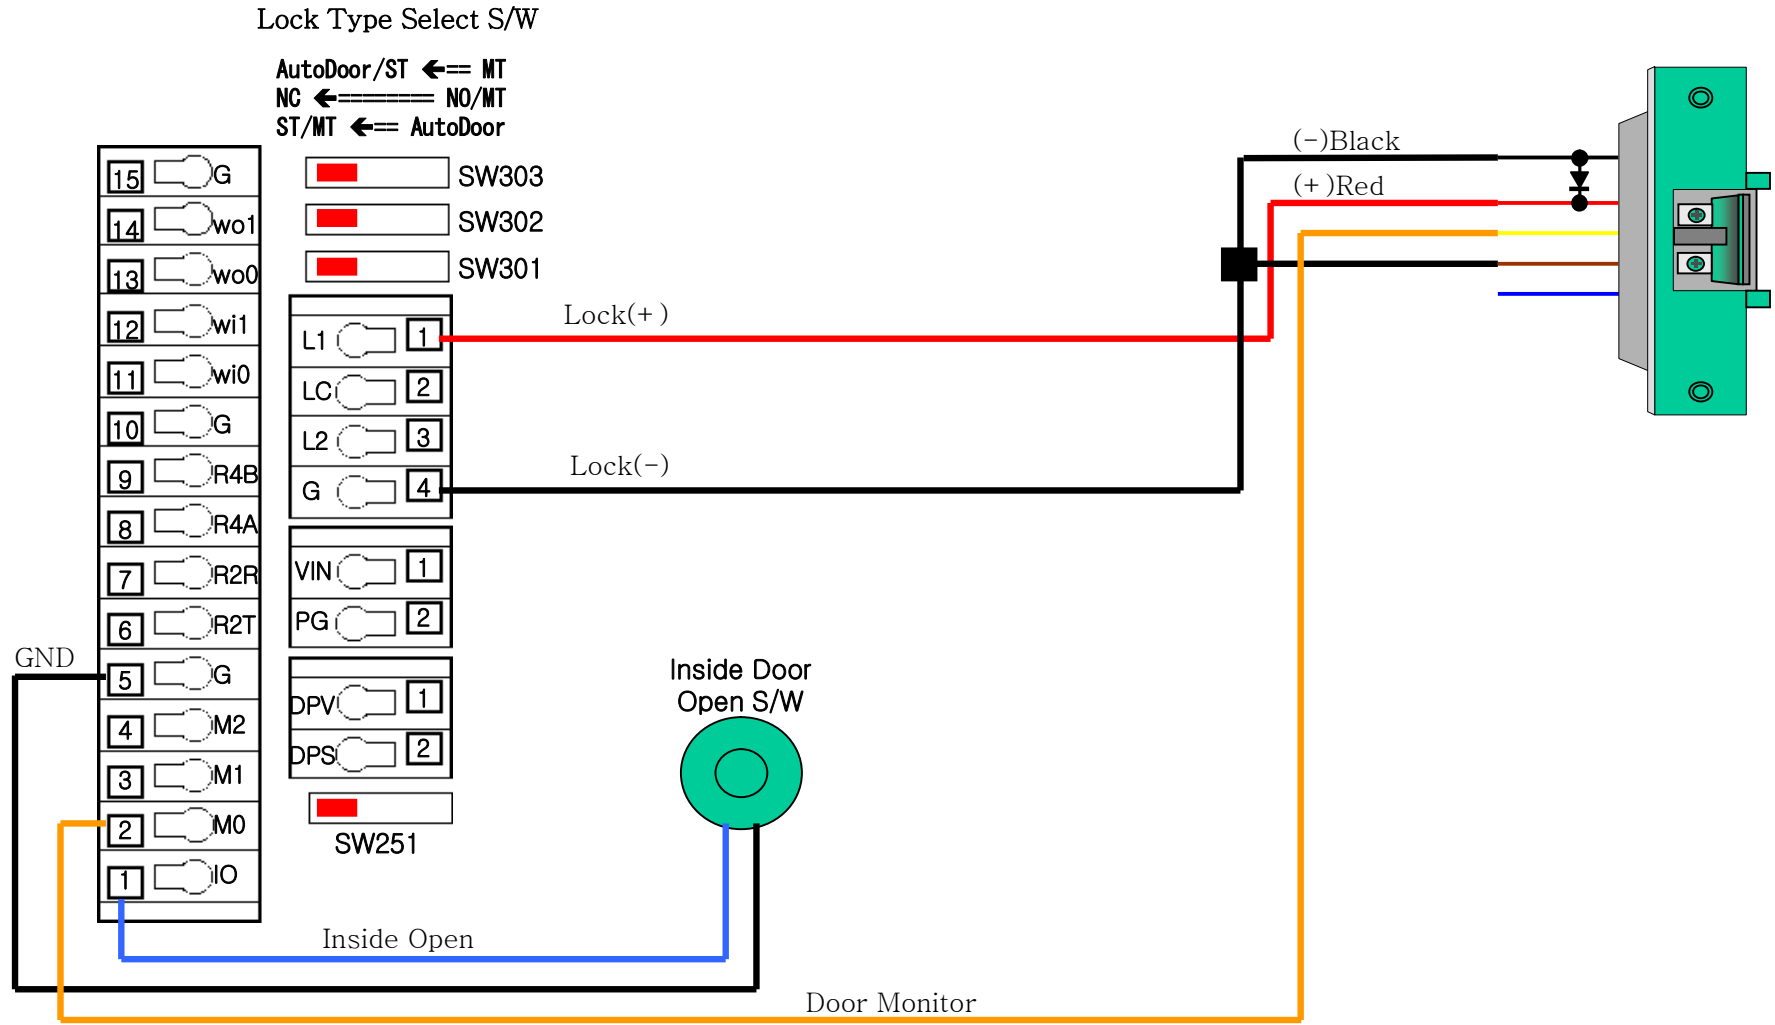 Lock Type Select S/W
AutoDoor/ST 🡸== MT
NC 🡸======== NO/MT
ST/MT 🡸== AutoDoor
15 G
14 wo1
13 wo0
12 wi1
11 wi0
10 G
9 R4B
8 R4A
7 R2R
6 R2T
5 G
4 M2
3 M1
2 M0
1 IO
GND
SW303
SW302
SW301
L1 1
LC 2
L2 3
G 4
VIN 1
PG 2
DPV 1
DPS 2
SW251
Lock(+)
Lock(-)
(-)Black
(+)Red
Inside Door
Open S/W
Inside Open
Door Monitor